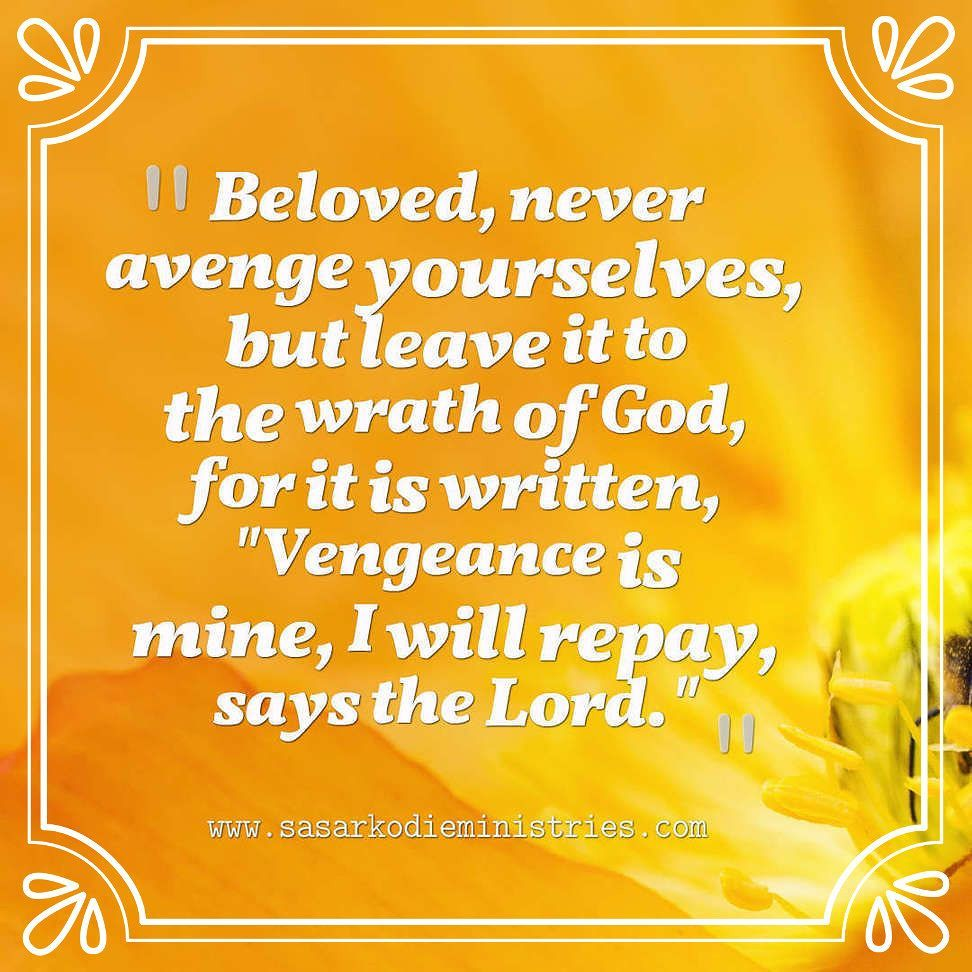 " Beloved, never
avenge yourselves,
but leave it to
the wrath of God,
for it is written,
"Vengeance is
mine, I will repay,
says the Lord." "
www.sasarkodieministries.com